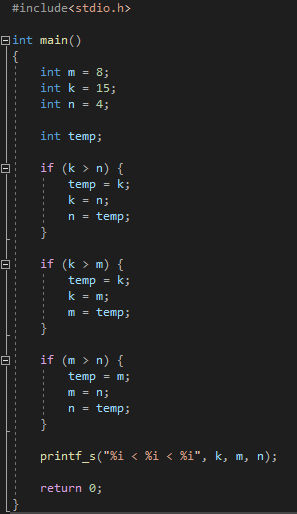 #include<stdio.h>
int main()
{
int m = 8;
int k = 15;
int n = 4;
int temp;
if (k > n) {
temp = k;
k = n;
n = temp;
}
if (k > m) {
temp = k;
k = m;
m = temp;
}
if (m > n) {
temp = m;
m = n;
n = temp;
}
printf_s("%i < %i < %i", k, m, n);
return 0;
}